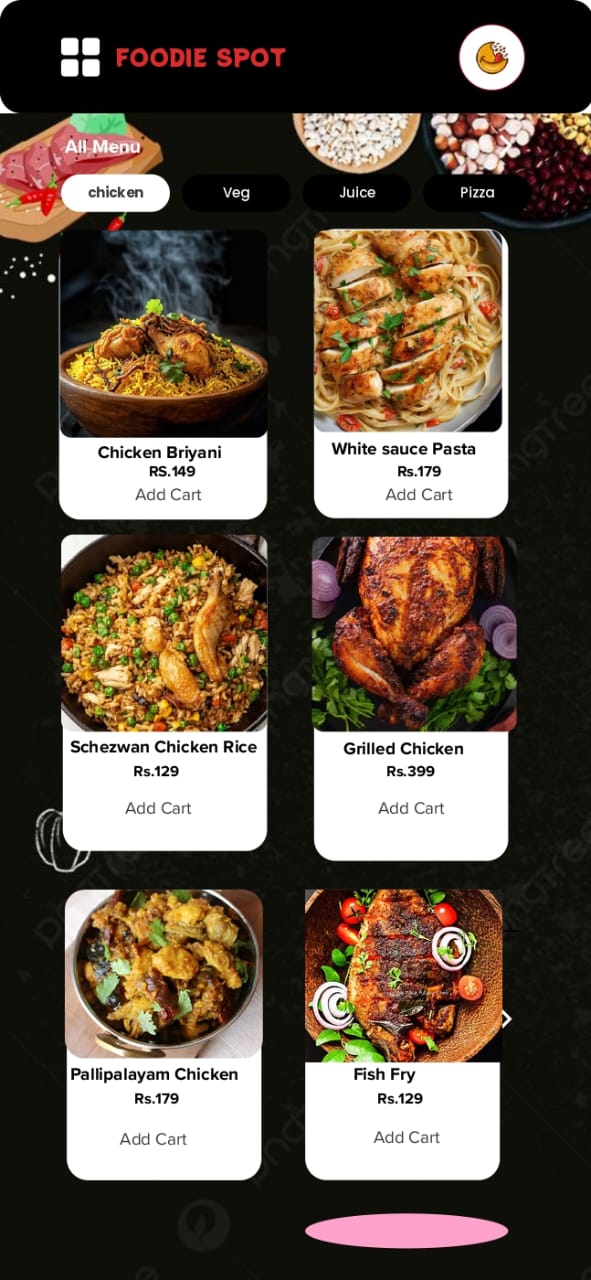 FOODIE SPOT
All Menu
chicken
Veg
Juice
Pizza
Chicken Briyani
RS.149
Add Cart
White sauce Pasta
Rs.179
Add Cart
Schezwan Chicken Rice
Rs.129
Add Cart
Grilled Chicken
Rs.399
Add Cart
Pallipalayam Chicken
Rs.179
Add Cart
Fish Fry
Rs.129
Add Cart